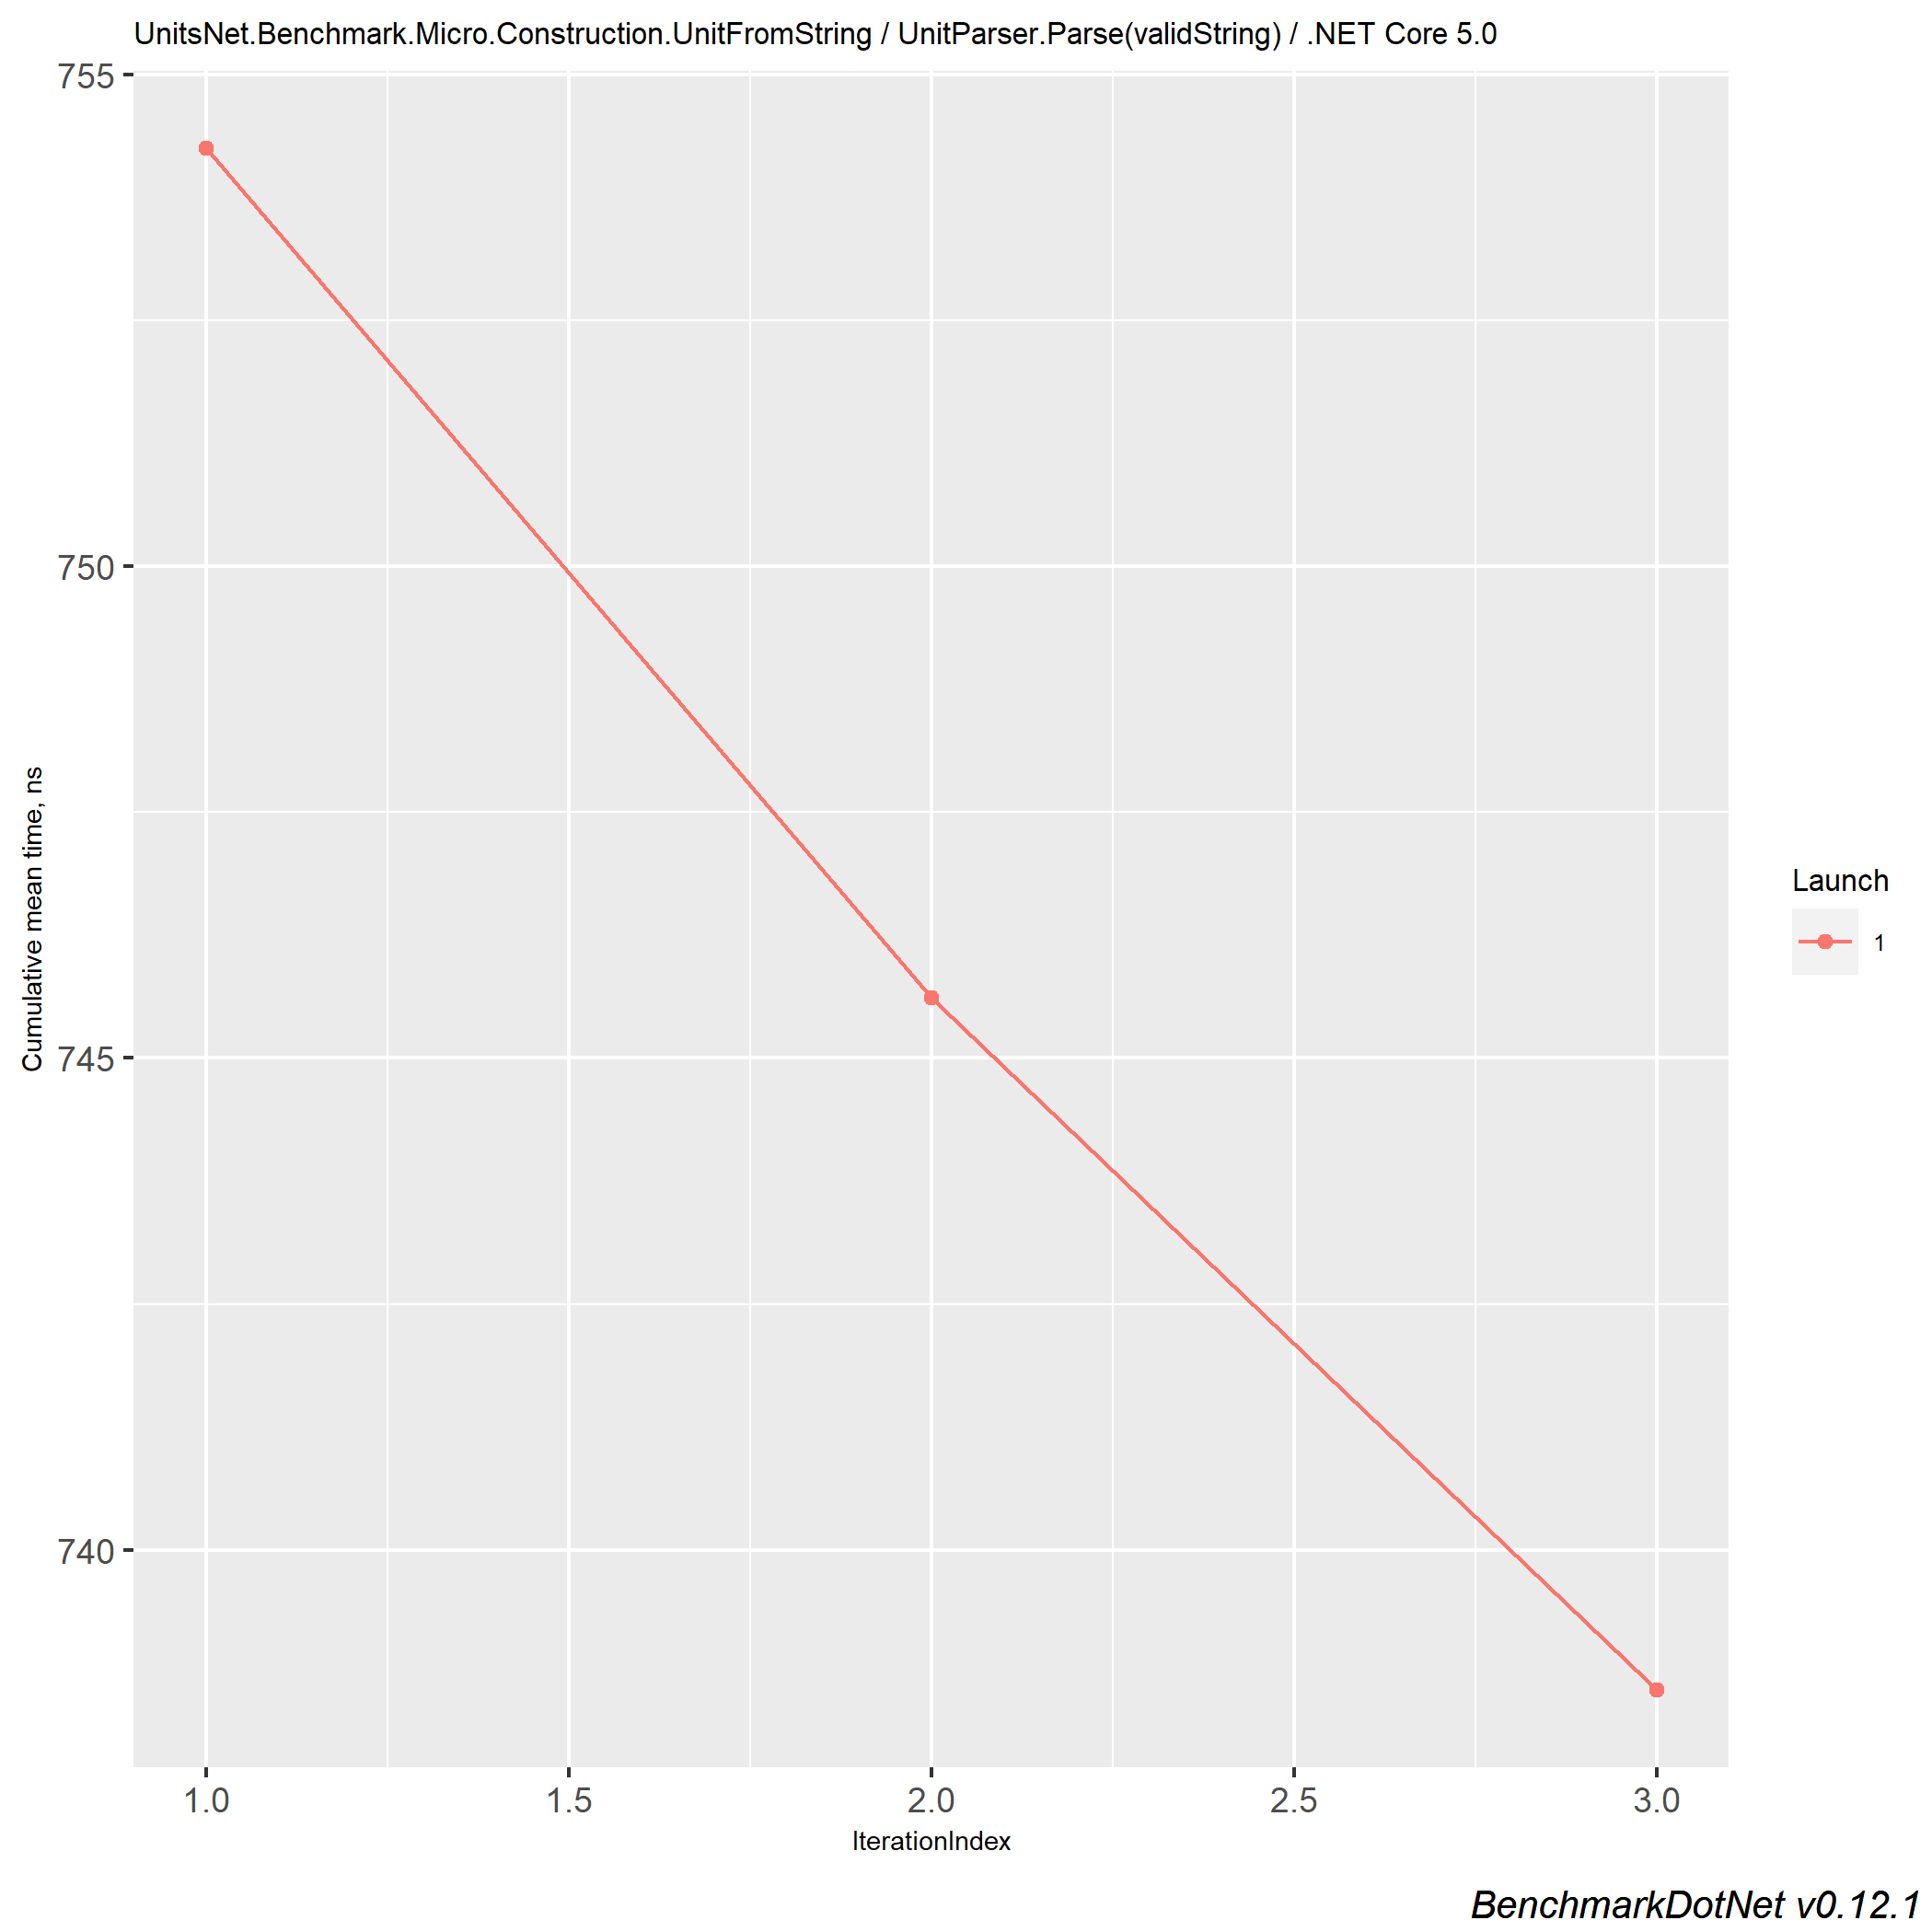 UnitsNet.Benchmark.Micro.Construction.UnitFromString / UnitParser.Parse(validString) / .NET Core 5.0
755
750
745
740
Cumulative mean time, ns
1.0 1.5 2.0 2.5 3.0
IterationIndex
Launch
1
BenchmarkDotNet v0.12.1